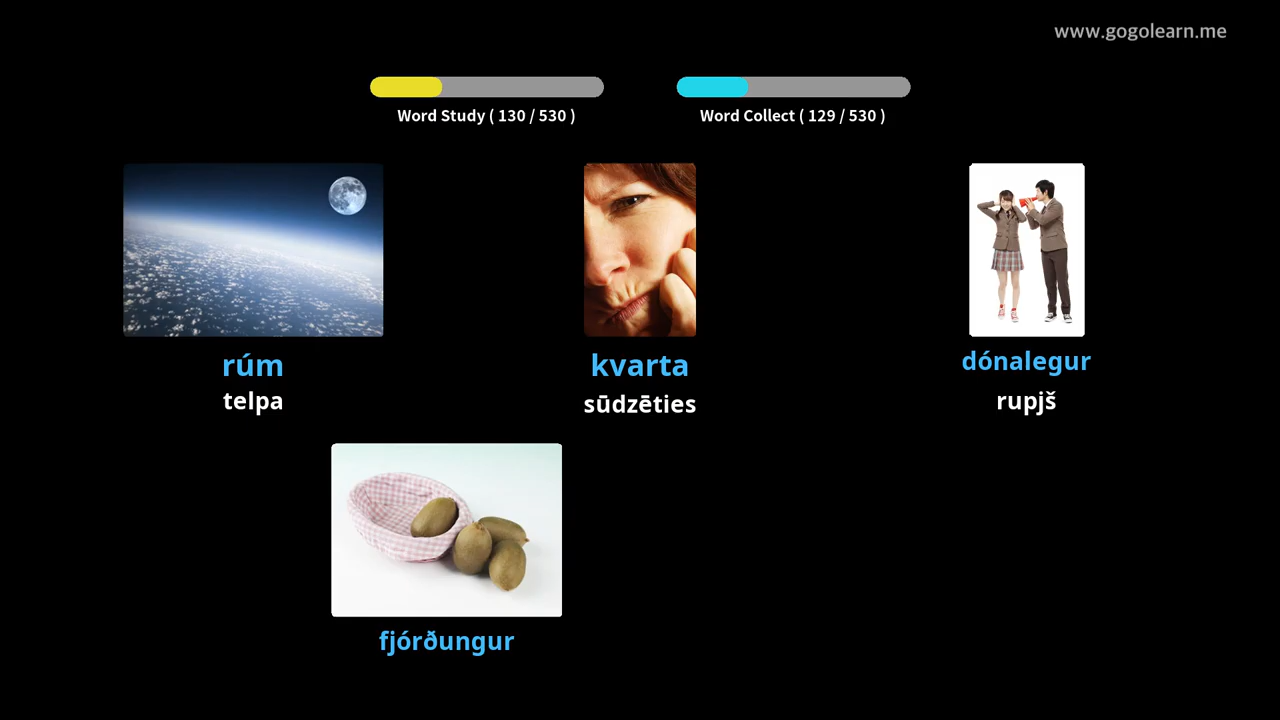 www.gogolearn.me
Word Study ( 130 / 530 )
Word Collect ( 129 / 530 )
rúm
telpa
kvarta
sūdzēties
dónalegur
rupjš
fjórðungur